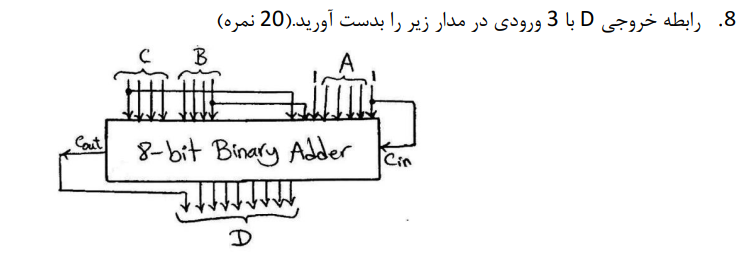 8. رابطه خروجی D با 3 ورودی در مدار زیر را بدست آورید.(20 نمره)
C B A
1 1
Cout 8-bit Binary Adder Cin
D